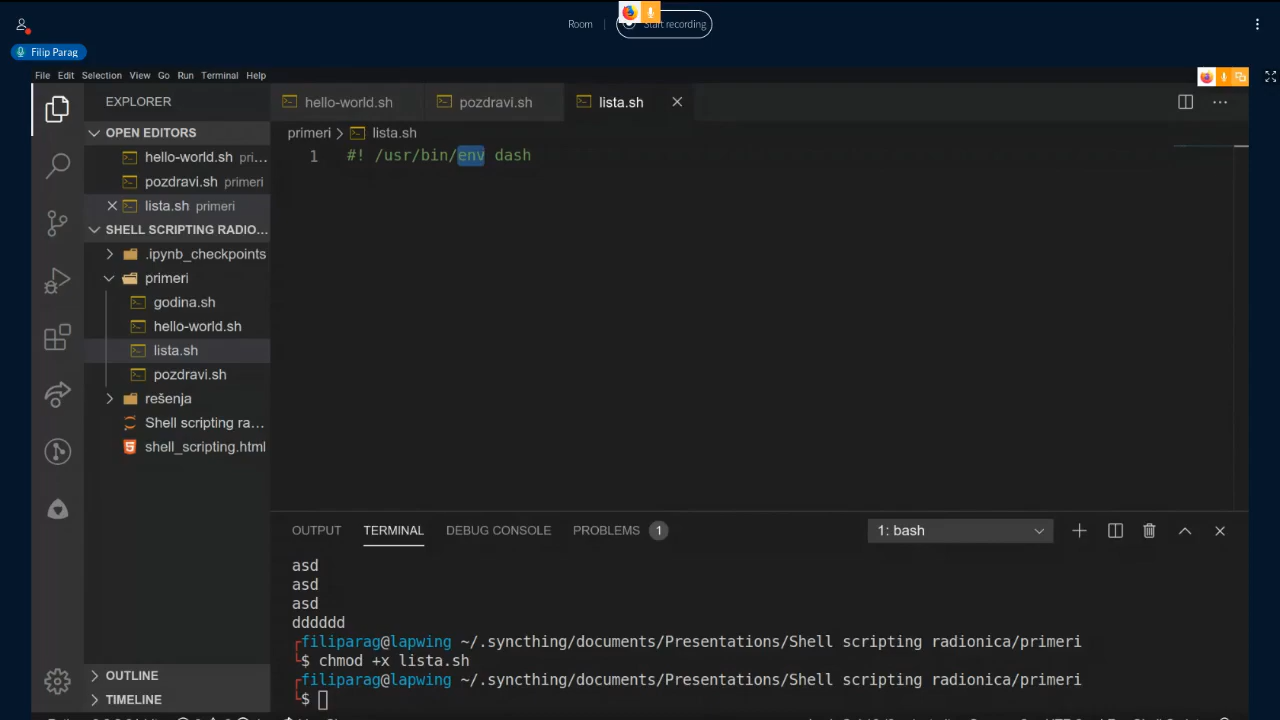 Room
Start recording
Filip Parag
File Edit Selection View Go Run Terminal Help
EXPLORER
OPEN EDITORS
hello-world.sh pri...
pozdravi.sh primeri
lista.sh primeri
SHELL SCRIPTING RADIO...
.ipynb_checkpoints
primeri
godina.sh
hello-world.sh
lista.sh
pozdravi.sh
rešenja
Shell scripting ra...
shell_scripting.html
OUTLINE
TIMELINE
hello-world.sh pozdravi.sh lista.sh
primeri > lista.sh
1 #! /usr/bin/env dash
OUTPUT TERMINAL DEBUG CONSOLE PROBLEMS 1
1: bash
asd
asd
asd
dddddd
filiparag@lapwing ~/.syncthing/documents/Presentations/Shell scripting radionica/primeri
$ chmod +x lista.sh
filiparag@lapwing ~/.syncthing/documents/Presentations/Shell scripting radionica/primeri
$